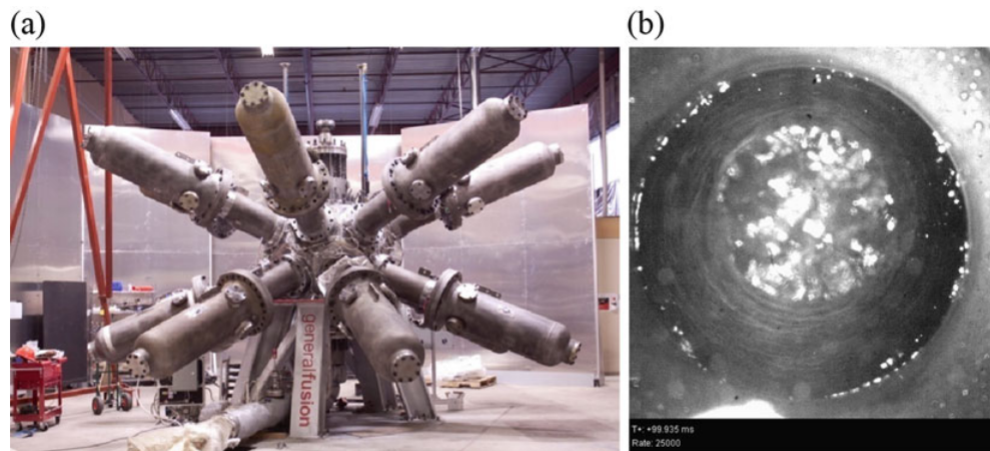 (a)
(b)
generalfusion
T+: +99.935 ms
Rate: 25000